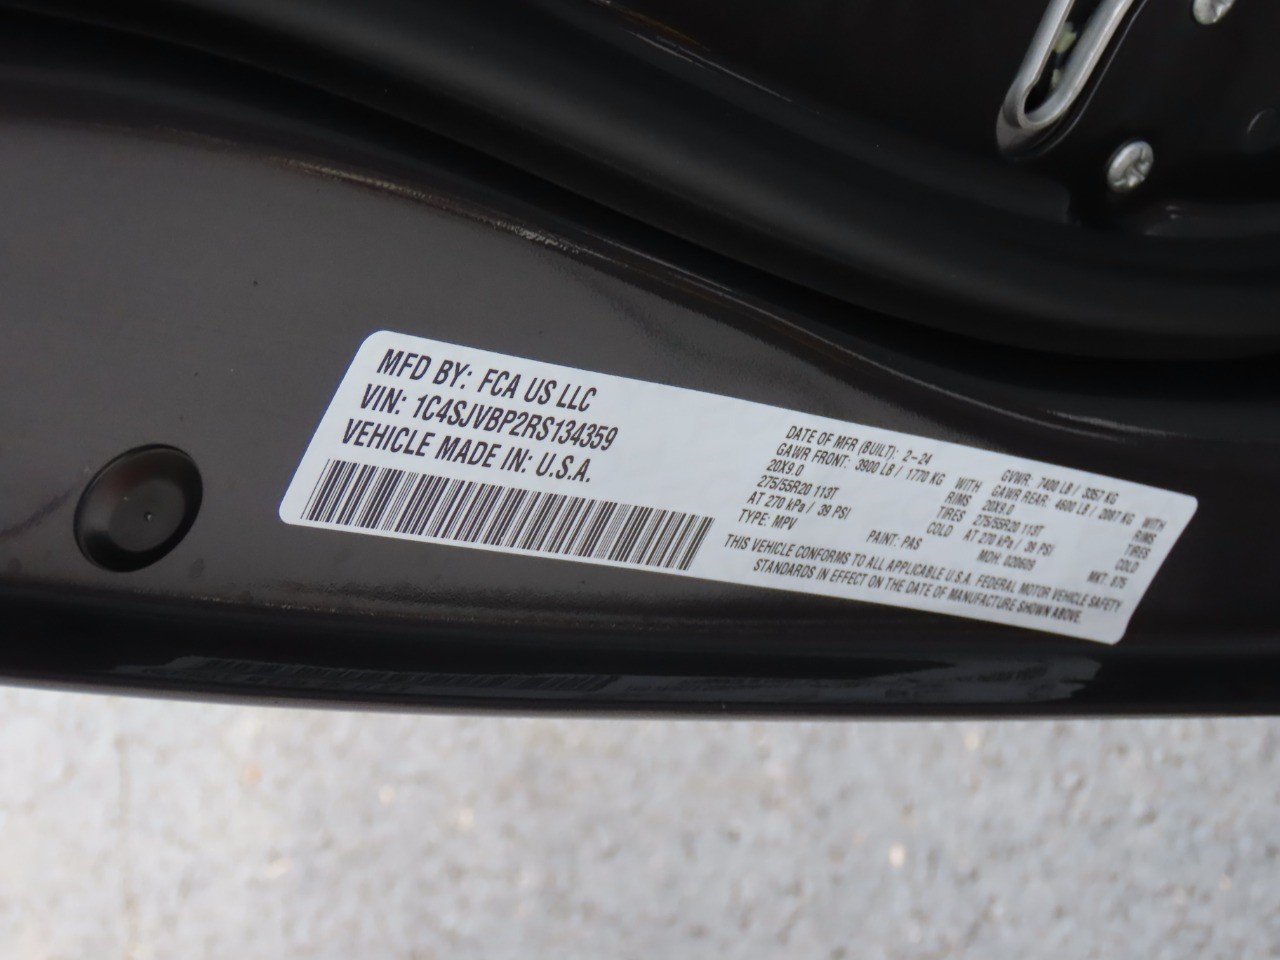 MFD BY: FCA US LLC
VIN: 1C4SJVBP2RS134359
VEHICLE MADE IN: U.S.A.
DATE OF MFR (BUILT): 2-24 GVWR: 7400 LB / 3357 KG
GAWR FRONT: 3900 LB / 1770 KG WITH GAWR REAR: 4600 LB / 2087 KG WITH
20X9.0 RIMS 20X9.0 RIMS
275/55R20 113T TIRES 275/55R20 113T TIRES
AT 270 kPa / 39 PSI COLD AT 270 kPa / 39 PSI COLD
TYPE: MPV PAINT: PAS MDH: 020609 MKT: 875
THIS VEHICLE CONFORMS TO ALL APPLICABLE U.S.A. FEDERAL MOTOR VEHICLE SAFETY
STANDARDS IN EFFECT ON THE DATE OF MANUFACTURE SHOWN ABOVE.